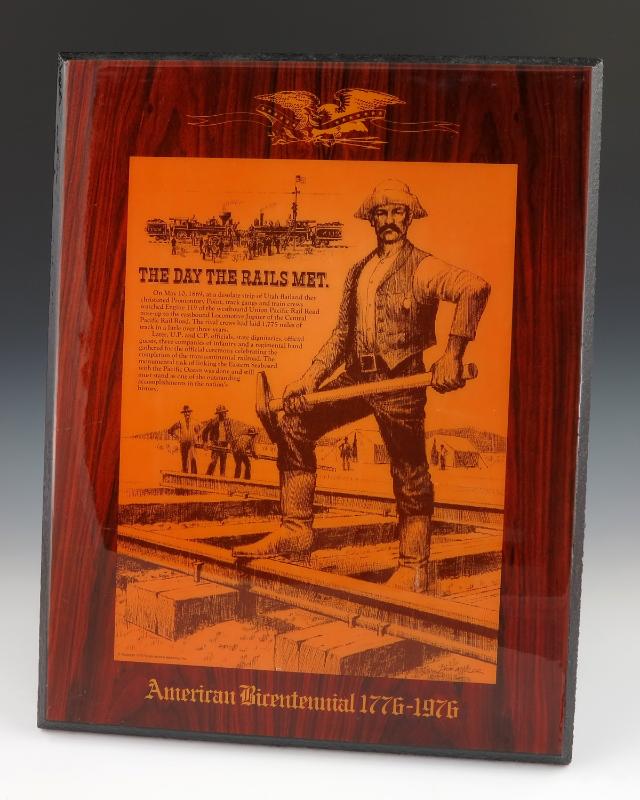 THE DAY THE RAILS MET.
On May 10, 1869, at a desolate strip of Utah flatland they
christened Promontory Point, track gangs and train crews
watched Engine 119 of the westbound Union Pacific Rail Road
nose-up to the eastbound Locomotive Jupiter of the Central
Pacific Rail Road. The rival crews had laid 1,775 miles of
track in a little over three years.
Later, U.P. and C.P. officials, state dignitaries, official
guests, three companies of infantry and a regimental band
gathered for the official ceremony celebrating the
completion of the transcontinental railroad. The
monumental task of linking the Eastern Seaboard
with the Pacific Ocean was done and still
must stand as one of the outstanding
accomplishments in the nation's
history.
American Bicentennial 1776-1976